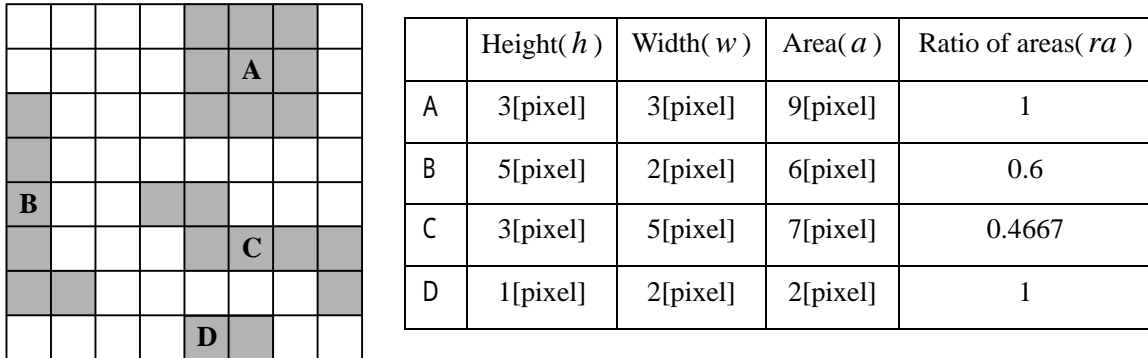 A
B
C
D
Height(h) Width(w) Area(a) Ratio of areas(ra)
A 3[pixel] 3[pixel] 9[pixel] 1
B 5[pixel] 2[pixel] 6[pixel] 0.6
C 3[pixel] 5[pixel] 7[pixel] 0.4667
D 1[pixel] 2[pixel] 2[pixel] 1